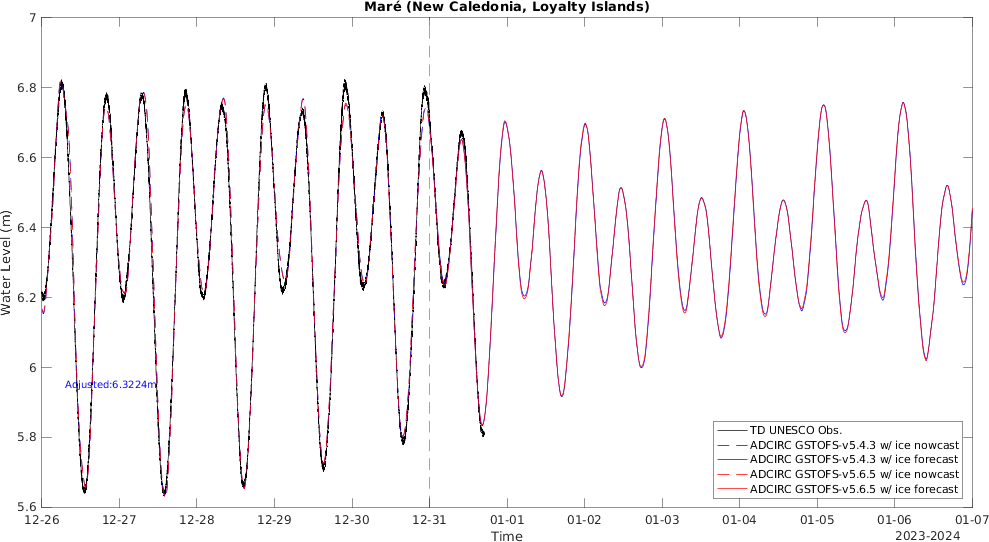 Maré (New Caledonia, Loyalty Islands)
7
6.8
6.6
6.4
6.2
6
5.8
5.6
Water Level (m)
Adjusted:6.3224m
TD UNESCO Obs.
ADCIRC GSTOFS-v5.4.3 w/ ice nowcast
ADCIRC GSTOFS-v5.4.3 w/ ice forecast
ADCIRC GSTOFS-v5.6.5 w/ ice nowcast
ADCIRC GSTOFS-v5.6.5 w/ ice forecast
12-26 12-27 12-28 12-29 12-30 12-31 01-01 01-02 01-03 01-04 01-05 01-06 01-07
Time
2023-2024